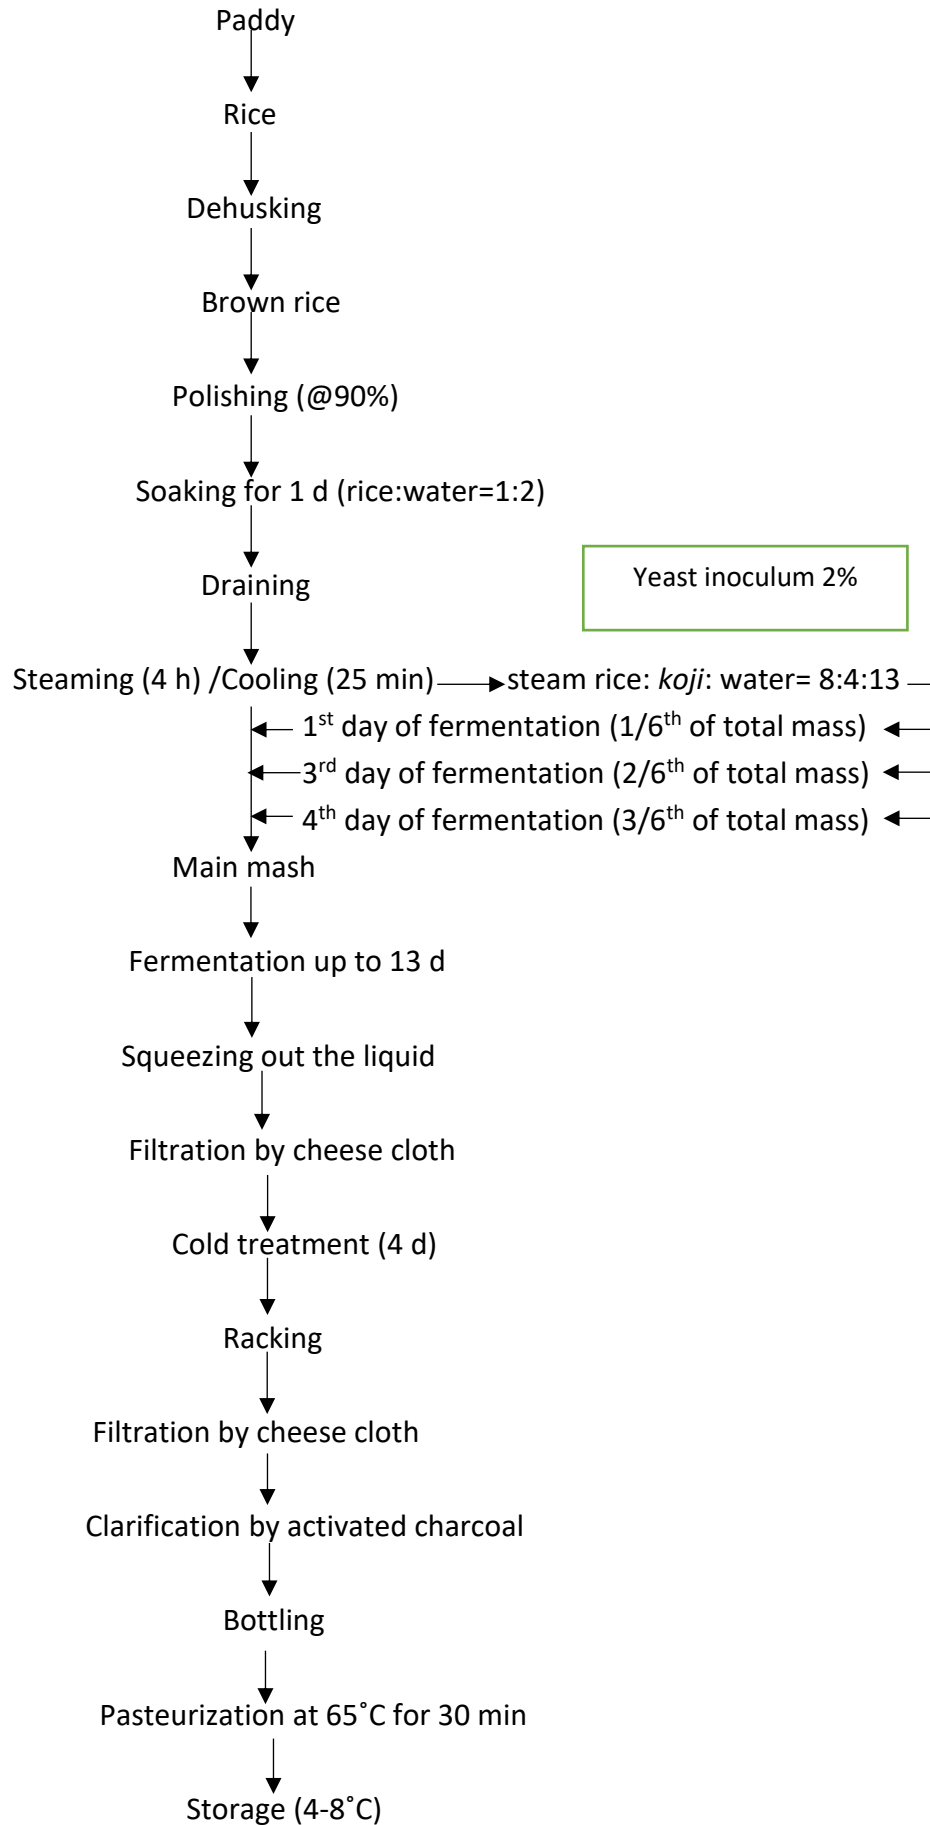 Paddy
Rice
Dehusking
Brown rice
Polishing (@90%)
Soaking for 1 d (rice:water=1:2)
Draining
Yeast inoculum 2%
Steaming (4 h) /Cooling (25 min)
steam rice: koji: water= 8:4:13
1st day of fermentation (1/6th of total mass)
3rd day of fermentation (2/6th of total mass)
4th day of fermentation (3/6th of total mass)
Main mash
Fermentation up to 13 d
Squeezing out the liquid
Filtration by cheese cloth
Cold treatment (4 d)
Racking
Filtration by cheese cloth
Clarification by activated charcoal
Bottling
Pasteurization at 65˚C for 30 min
Storage (4-8˚C)